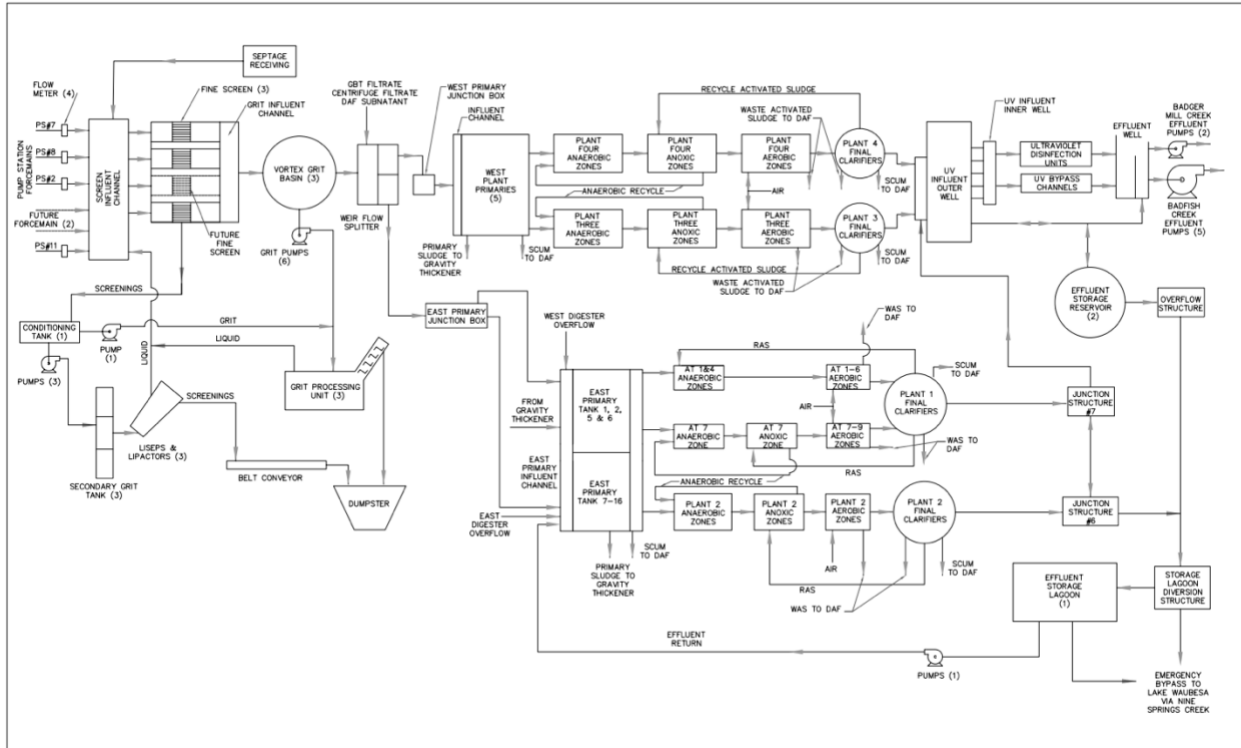 SEPTAGE
RECEIVING
FLOW
METER (4)
FINE SCREEN (3)
GRIT INFLUENT
CHANNEL
PS#7
PS#8
PS#2
FUTURE
FORCEMAIN (2)
PS#11
PUMP STATION
FORCEMAINS
SCREEN
INFLUENT
CHANNEL
FUTURE
FINE
SCREEN
VORTEX GRIT
BASIN (3)
GRIT PUMPS
(6)
GBT FILTRATE
CENTRIFUGE FILTRATE
DAF SUBNATANT
WEIR FLOW
SPLITTER
WEST PRIMARY
JUNCTION BOX
INFLUENT
CHANNEL
WEST
PLANT
PRIMARIES
(5)
PRIMARY
SLUDGE TO
GRAVITY
THICKENER
SCUM
TO DAF
RECYCLE ACTIVATED SLUDGE
WASTE ACTIVATED
SLUDGE TO DAF
PLANT
FOUR
ANAEROBIC
ZONES
PLANT
FOUR
ANOXIC
ZONES
PLANT
FOUR
AEROBIC
ZONES
PLANT 4
FINAL
CLARIFIERS
SCUM
TO DAF
ANAEROBIC RECYCLE
AIR
PLANT
THREE
ANAEROBIC
ZONES
PLANT
THREE
ANOXIC
ZONES
PLANT
THREE
AEROBIC
ZONES
PLANT 3
FINAL
CLARIFIERS
SCUM
TO DAF
RECYCLE ACTIVATED SLUDGE
WASTE ACTIVATED
SLUDGE TO DAF
UV
INFLUENT
OUTER
WELL
UV INFLUENT
INNER WELL
ULTRAVIOLET
DISINFECTION
UNITS
UV BYPASS
CHANNELS
EFFLUENT
WELL
BADGER
MILL CREEK
EFFLUENT
PUMPS (2)
BADFISH
CREEK
EFFLUENT
PUMPS (5)
EFFLUENT
STORAGE
RESERVOIR
(2)
OVERFLOW
STRUCTURE
SCREENINGS
CONDITIONING
TANK (1)
PUMP
(1)
PUMPS (3)
GRIT
LIQUID
LIQUID
GRIT PROCESSING
UNIT (3)
SCREENINGS
LISEPS &
LIPACTORS (3)
SECONDARY GRIT
TANK (3)
BELT CONVEYOR
DUMPSTER
EAST PRIMARY
JUNCTION BOX
WEST DIGESTER
OVERFLOW
FROM
GRAVITY
THICKENER
EAST
PRIMARY
INFLUENT
CHANNEL
EAST
DIGESTER
OVERFLOW
EAST
PRIMARY
TANK 1, 2,
5 & 6
EAST
PRIMARY
TANK
7-16
PRIMARY
SLUDGE TO
GRAVITY
THICKENER
SCUM
TO DAF
WAS TO
DAF
RAS
AT 1&4
ANAEROBIC
ZONES
AT 1-6
AEROBIC
ZONES
SCUM
TO DAF
PLANT 1
FINAL
CLARIFIERS
AIR
AT 7
ANAEROBIC
ZONE
AT 7
ANOXIC
ZONE
AT 7-9
AEROBIC
ZONES
WAS TO
DAF
RAS
ANAEROBIC RECYCLE
PLANT 2
ANAEROBIC
ZONES
PLANT 2
ANOXIC
ZONES
PLANT 2
AEROBIC
ZONES
PLANT 2
FINAL
CLARIFIERS
AIR
RAS
WAS TO DAF
SCUM
TO DAF
JUNCTION
STRUCTURE
#7
JUNCTION
STRUCTURE
#6
EFFLUENT
STORAGE
LAGOON
(1)
STORAGE
LAGOON
DIVERSION
STRUCTURE
EFFLUENT
RETURN
PUMPS (1)
EMERGENCY
BYPASS TO
LAKE WAUBESA
VIA NINE
SPRINGS CREEK